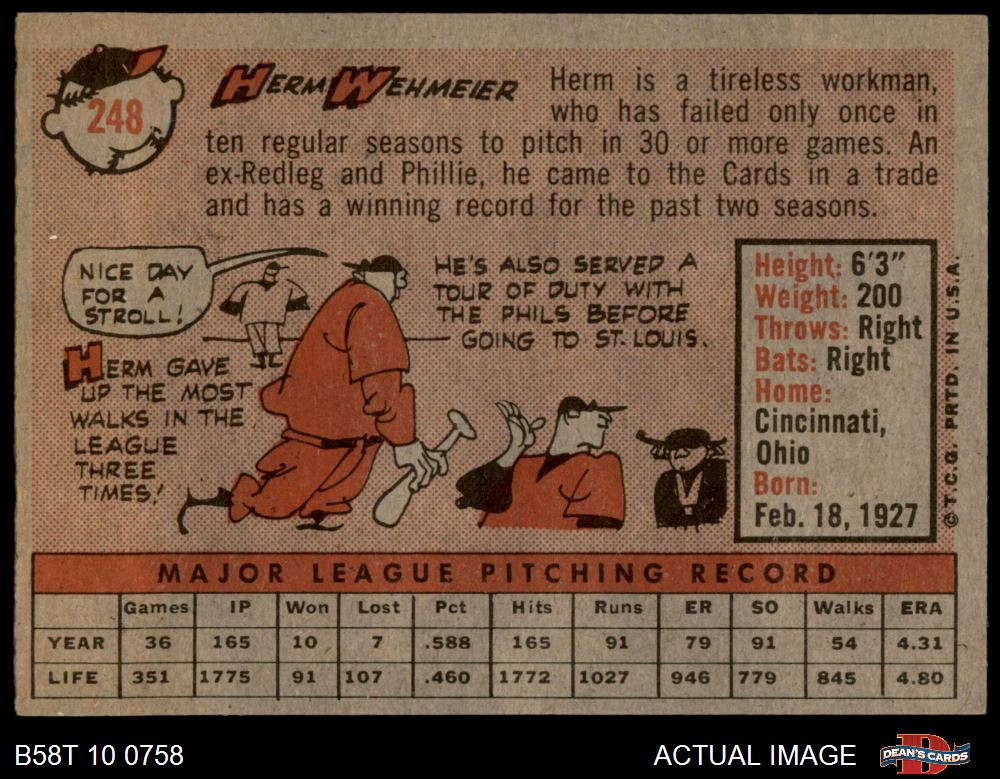 248
HERM WEHMEIER
Herm is a tireless workman,
who has failed only once in
ten regular seasons to pitch in 30 or more games. An
ex-Redleg and Phillie, he came to the Cards in a trade
and has a winning record for the past two seasons.
NICE DAY
FOR A
STROLL!
HERM GAVE
UP THE MOST
WALKS IN THE
LEAGUE
THREE
TIMES!
HE'S ALSO SERVED A
TOUR OF DUTY WITH
THE PHILS BEFORE
GOING TO ST. LOUIS.
Height: 6'3"
Weight: 200
Throws: Right
Bats: Right
Home:
Cincinnati,
Ohio
Born:
Feb. 18, 1927
© T.C.G. PRTD. IN U.S.A.
MAJOR LEAGUE PITCHING RECORD
Games IP Won Lost Pct Hits Runs ER SO Walks ERA
YEAR 36 165 10 7 .588 165 91 79 91 54 4.31
LIFE 351 1775 91 107 .460 1772 1027 946 779 845 4.80
B58T 10 0758
ACTUAL IMAGE
D
DEAN'S CARDS